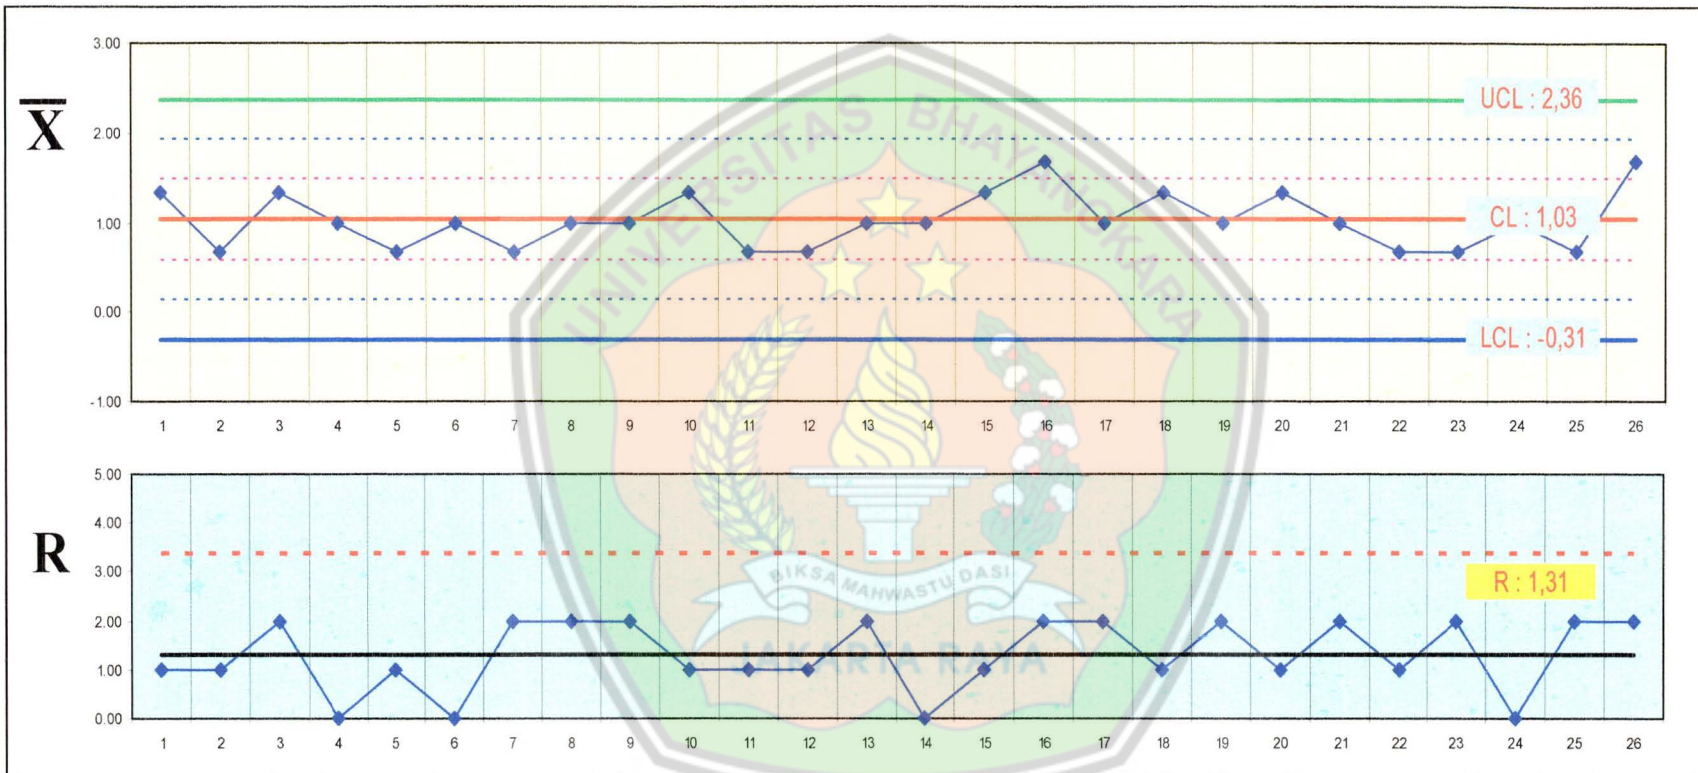 3.00
X
UCL : 2,36
2.00
1.00
CL : 1,03
0.00
LCL : -0,31
-1.00
1 2 3 4 5 6 7 8 9 10 11 12 13 14 15 16 17 18 19 20 21 22 23 24 25 26
5.00
R
4.00
3.00
R : 1,31
2.00
1.00
0.00
1 2 3 4 5 6 7 8 9 10 11 12 13 14 15 16 17 18 19 20 21 22 23 24 25 26
UNIVERSITAS BHAYANGKARA
BIKSA MAHWASTU DASI
JAKARTA RAYA